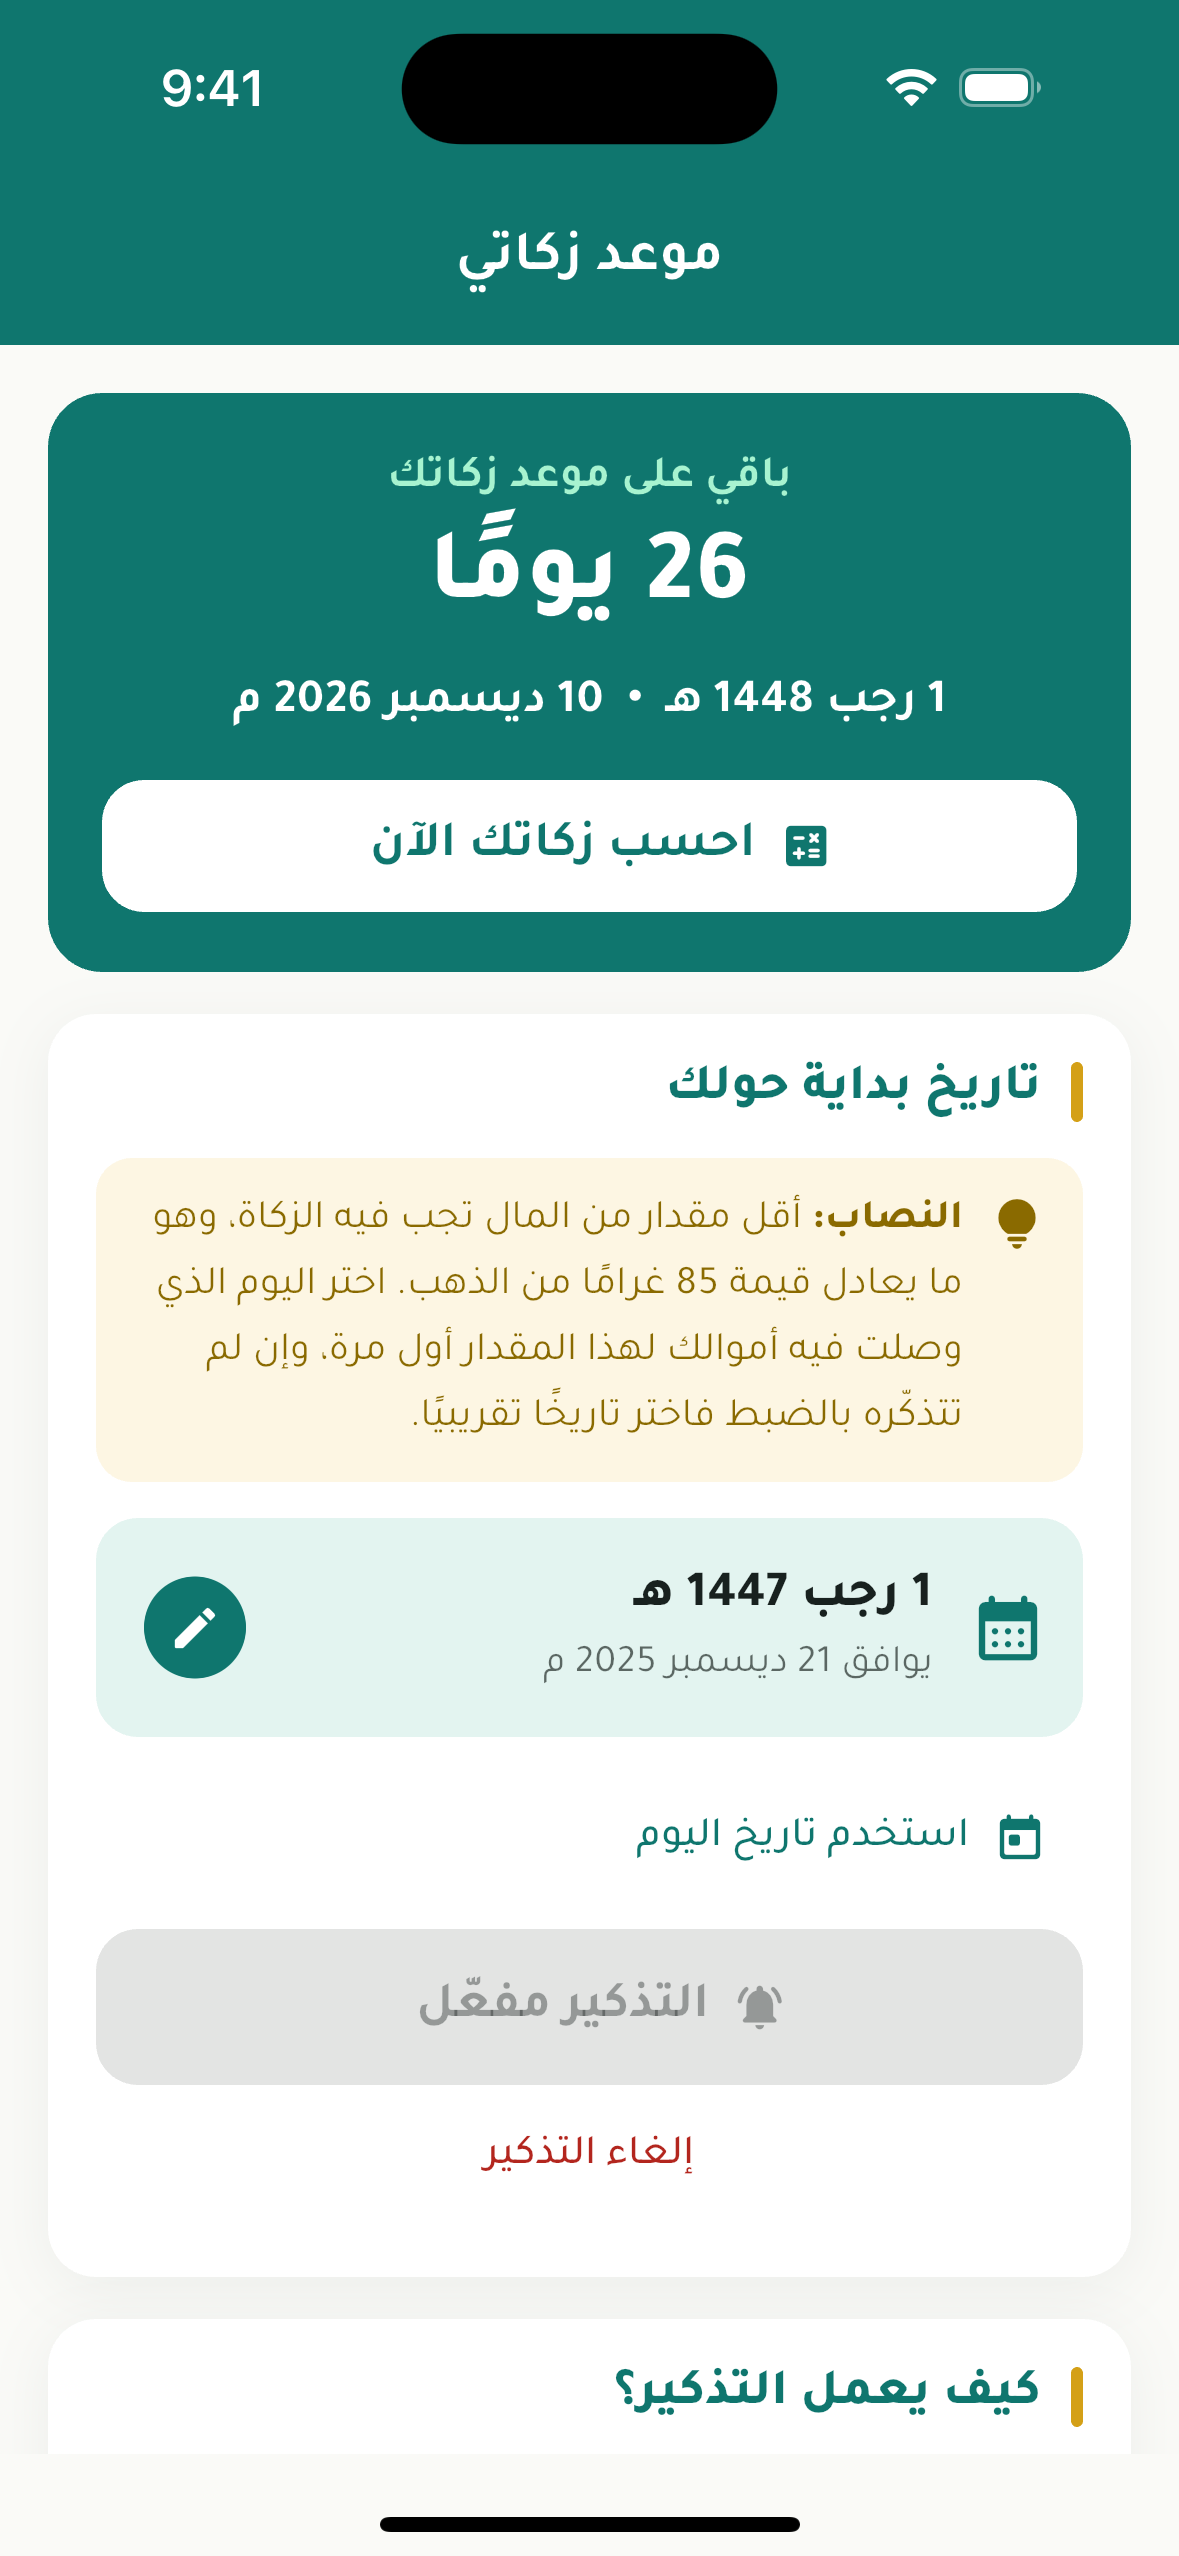 9:41
موعد زكاتي
باقي على موعد زكاتك
26 يومًا
1 رجب 1448 هـ • 10 ديسمبر 2026 م
احسب زكاتك الآن
تاريخ بداية حولك
النصاب: أقل مقدار من المال تجب فيه الزكاة، وهو
ما يعادل قيمة 85 غرامًا من الذهب. اختر اليوم الذي
وصلت فيه أموالك لهذا المقدار أول مرة، وإن لم
تتذكّره بالضبط فاختر تاريخًا تقريبيًا.
1 رجب 1447 هـ
يوافق 21 ديسمبر 2025 م
استخدم تاريخ اليوم
التذكير مفعّل
إلغاء التذكير
كيف يعمل التذكير؟